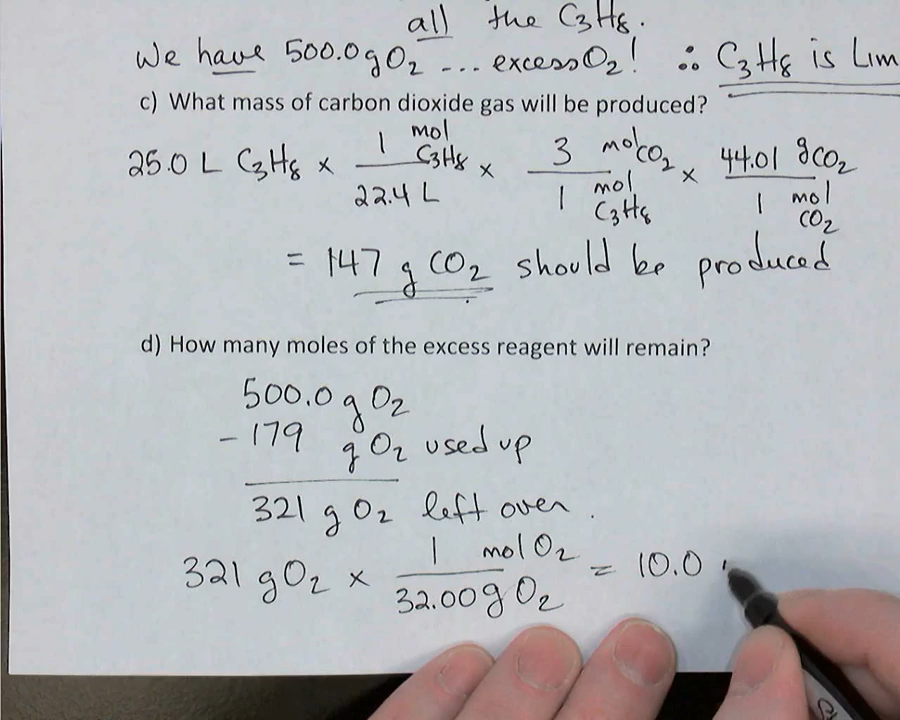 all the C₃H₈.
We have 500.0 g O₂ ... excess O₂! ∴ C₃H₈ is Lim
c) What mass of carbon dioxide gas will be produced?
25.0 L C₃H₈ × 1 mol C₃H₈ / 22.4 L × 3 mol CO₂ / 1 mol C₃H₈ × 44.01 g CO₂ / 1 mol CO₂
= 147 g CO₂ should be produced
d) How many moles of the excess reagent will remain?
500.0 g O₂
- 179 g O₂ used up
321 g O₂ left over.
321 g O₂ × 1 mol O₂ / 32.00 g O₂ = 10.0